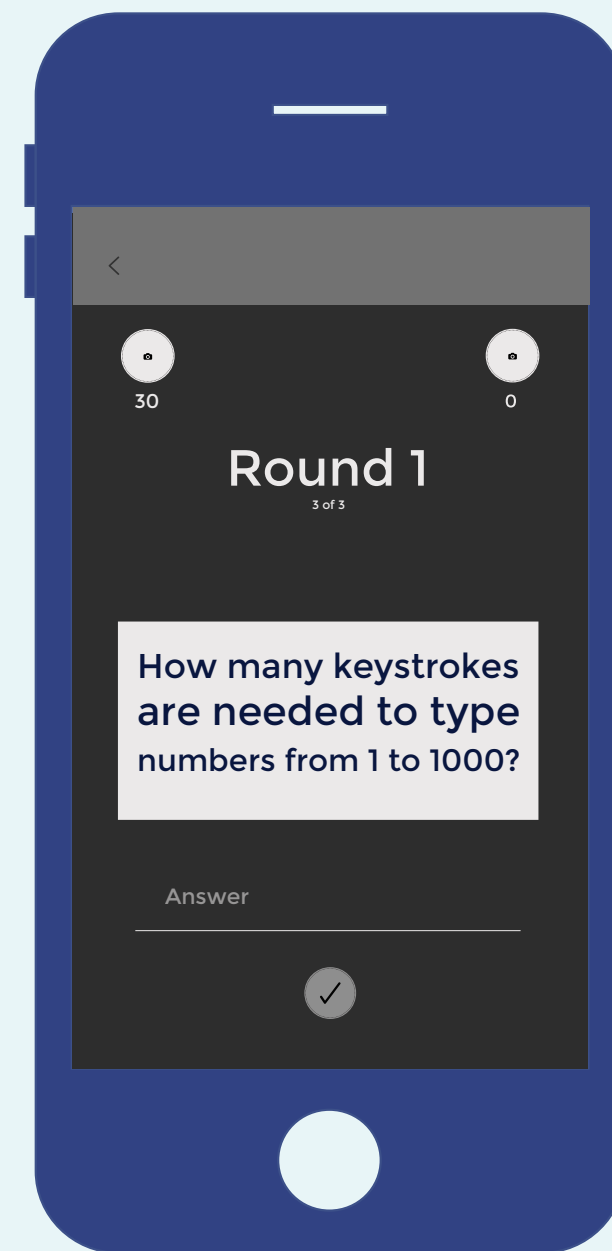 30
0
Round 1
3 of 3
How many keystrokes
are needed to type
numbers from 1 to 1000?
Answer